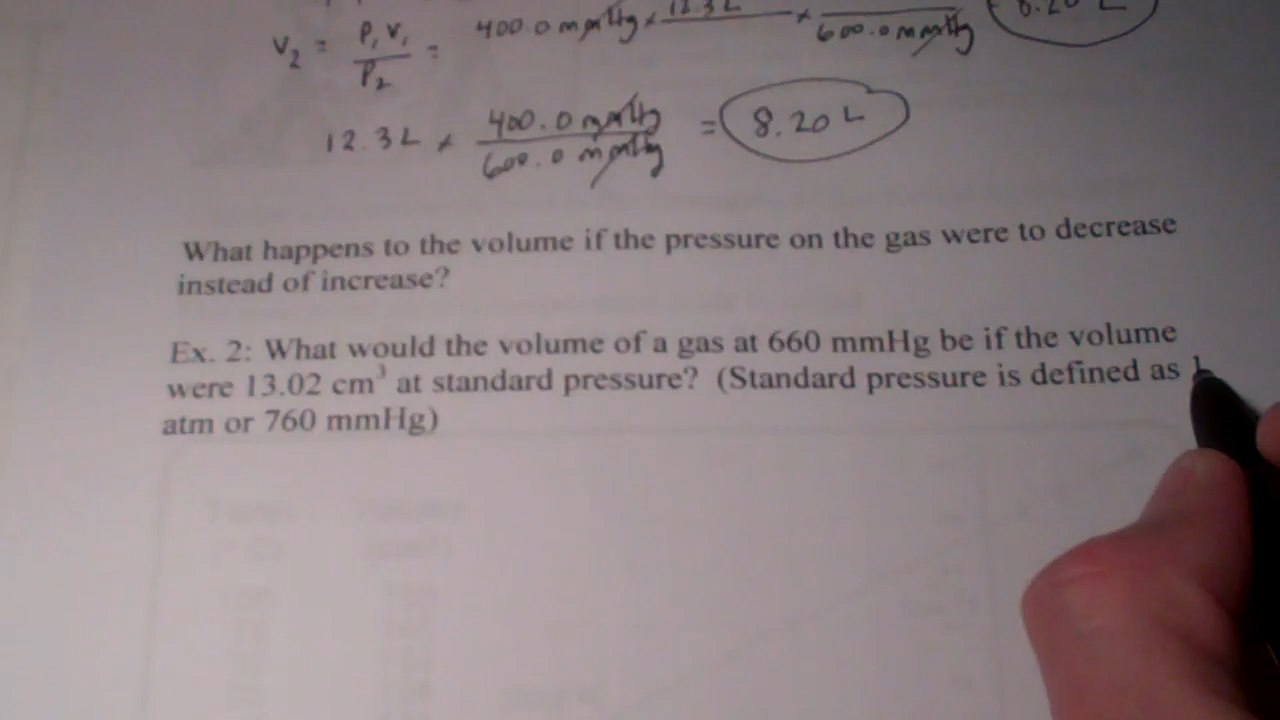 V₂ = P₁V₁ / P₂ = 400.0 mmHg × 12.3 L × / 600.0 mmHg 8.20 L
12.3 L × 400.0 mmHg / 600.0 mmHg = 8.20 L
What happens to the volume if the pressure on the gas were to decrease
instead of increase?
Ex. 2: What would the volume of a gas at 660 mmHg be if the volume
were 13.02 cm³ at standard pressure? (Standard pressure is defined as 1
atm or 760 mmHg)